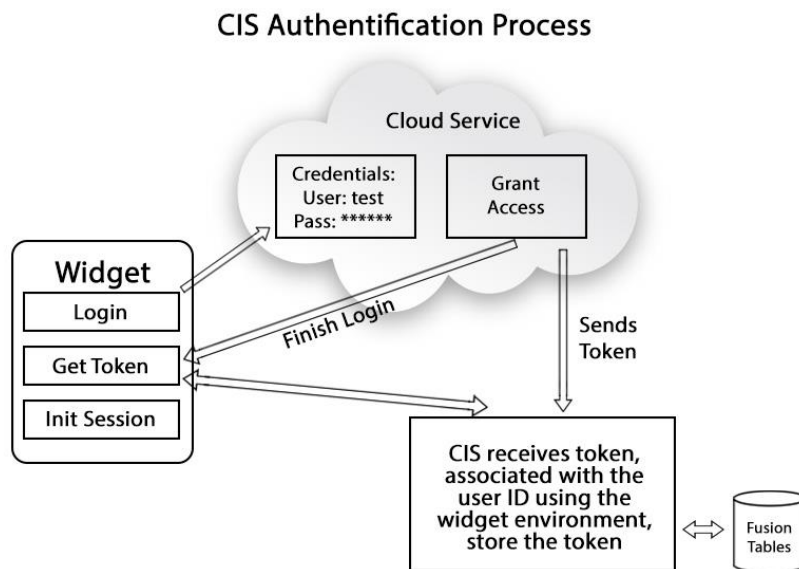 CIS Authentification Process
Cloud Service
Credentials:
User: test
Pass: ******
Grant
Access
Widget
Login
Get Token
Init Session
Finish Login
Sends
Token
CIS receives token,
associated with the
user ID using the
widget environment,
store the token
Fusion
Tables